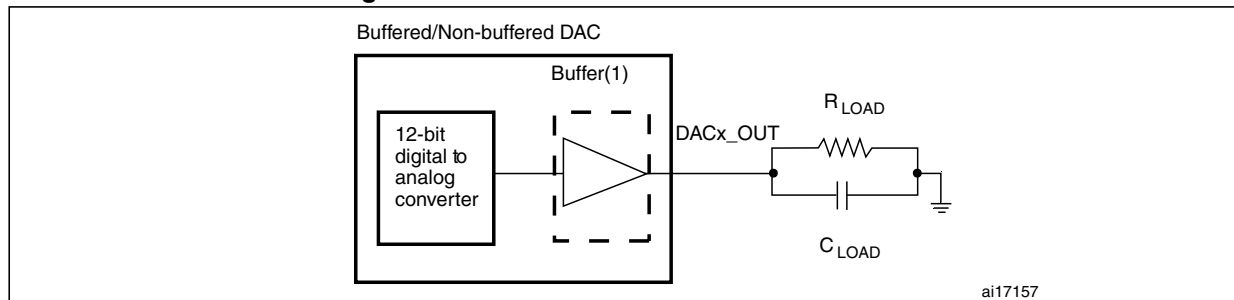 Buffered/Non-buffered DAC
Buffer(1)
12-bit
digital to
analog
converter
DACx_OUT
R LOAD
C LOAD
ai17157